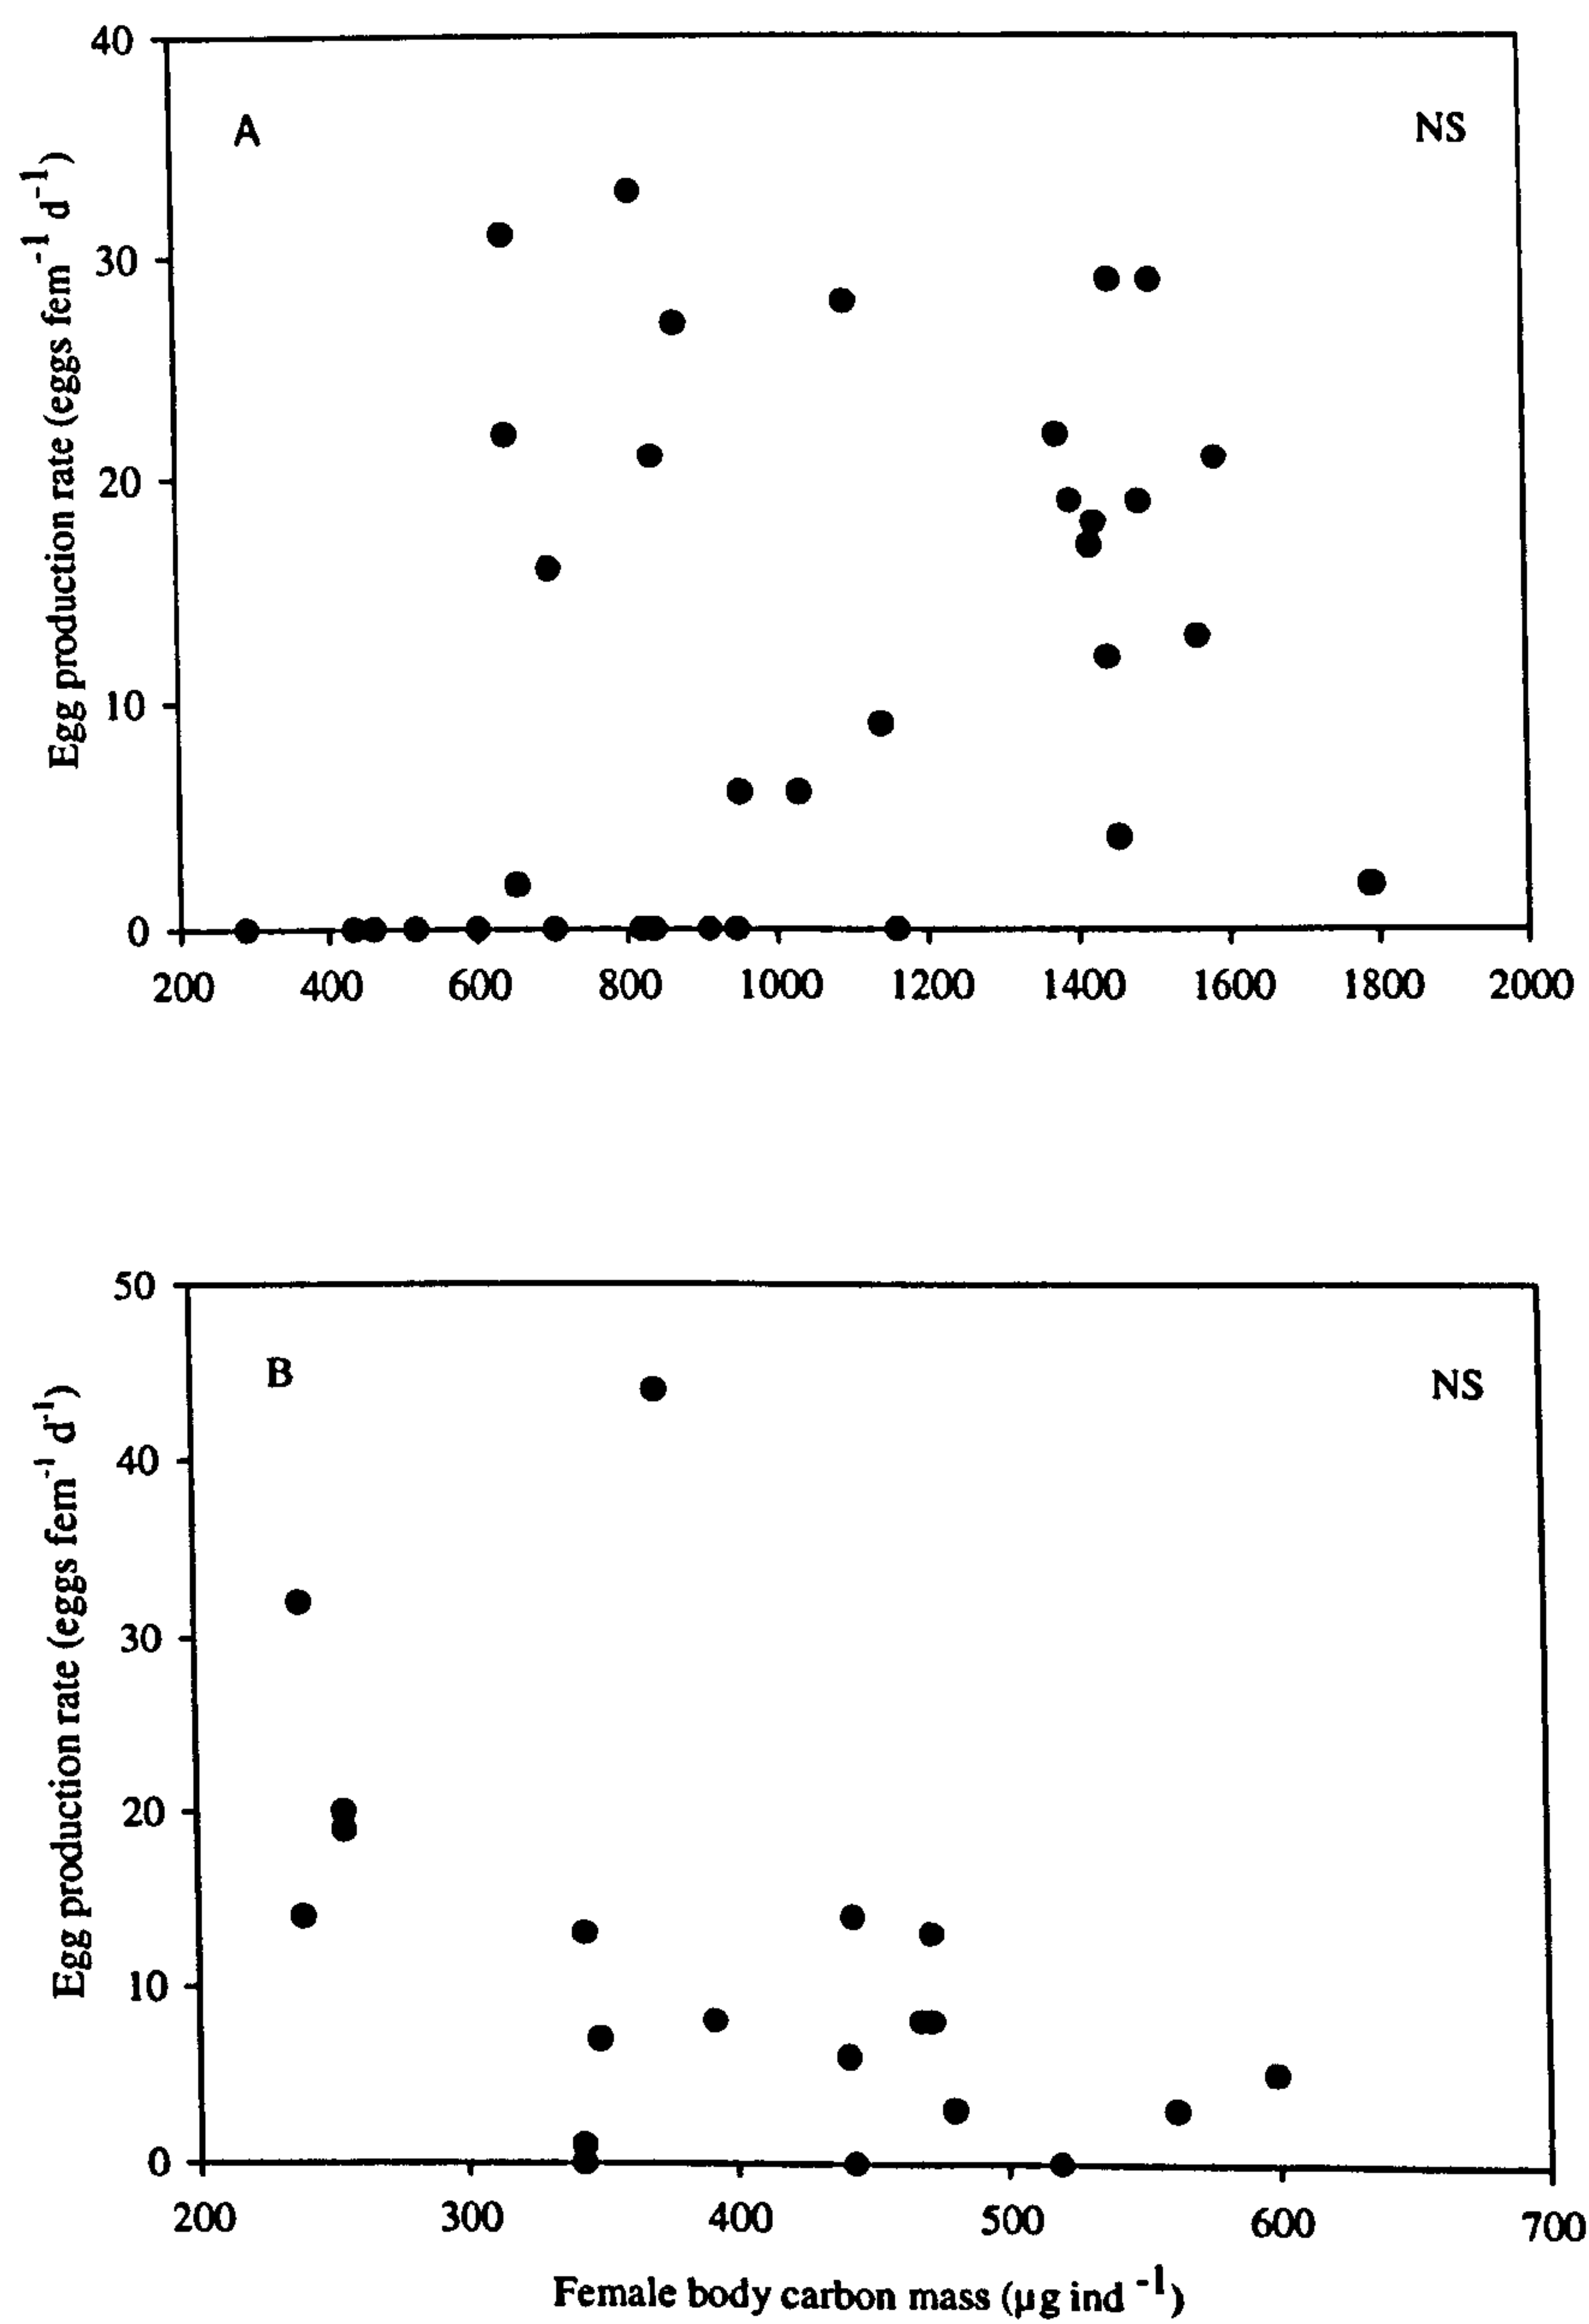 40
A
NS
30
20
10
0
Egg production rate (eggs fem⁻¹ d⁻¹)
200 400 600 800 1000 1200 1400 1600 1800 2000
50
B
NS
40
30
20
10
0
Egg production rate (eggs fem⁻¹ d⁻¹)
200 300 400 500 600 700
Female body carbon mass (µg ind ⁻¹)